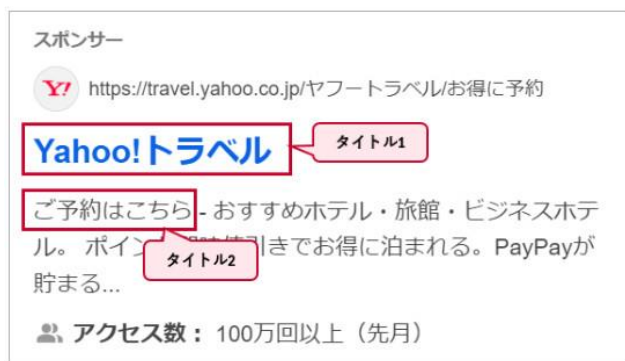 スポンサー
Y! https://travel.yahoo.co.jp/ヤフートラベル/お得に予約
Yahoo!トラベル タイトル1
ご予約はこちら - おすすめホテル・旅館・ビジネスホテ
ル。 ポイン 引きでお得に泊まれる。PayPayが
タイトル2
貯まる...
アクセス数： 100万回以上（先月）